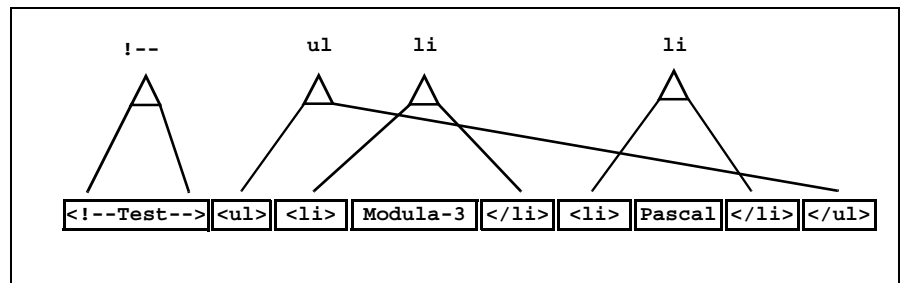 !-- ul li li
<!--Test--> <ul> <li> Modula-3 </li> <li> Pascal </li> </ul>